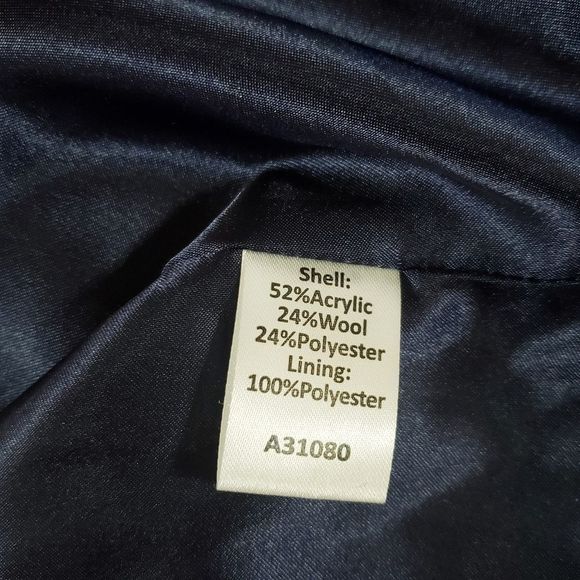 Shell:
52%Acrylic
24%Wool
24%Polyester
Lining:
100%Polyester
A31080